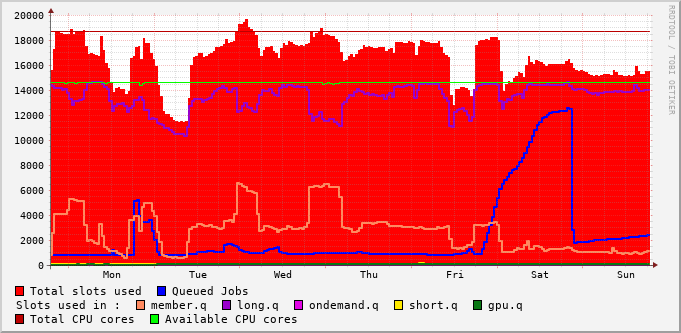 RRDTOOL / TOBI OETIKER
20000
18000
16000
14000
12000
10000
8000
6000
4000
2000
0
Mon Tue Wed Thu Fri Sat Sun
Total slots used Queued Jobs
Slots used in : member.q long.q ondemand.q short.q gpu.q
Total CPU cores Available CPU cores